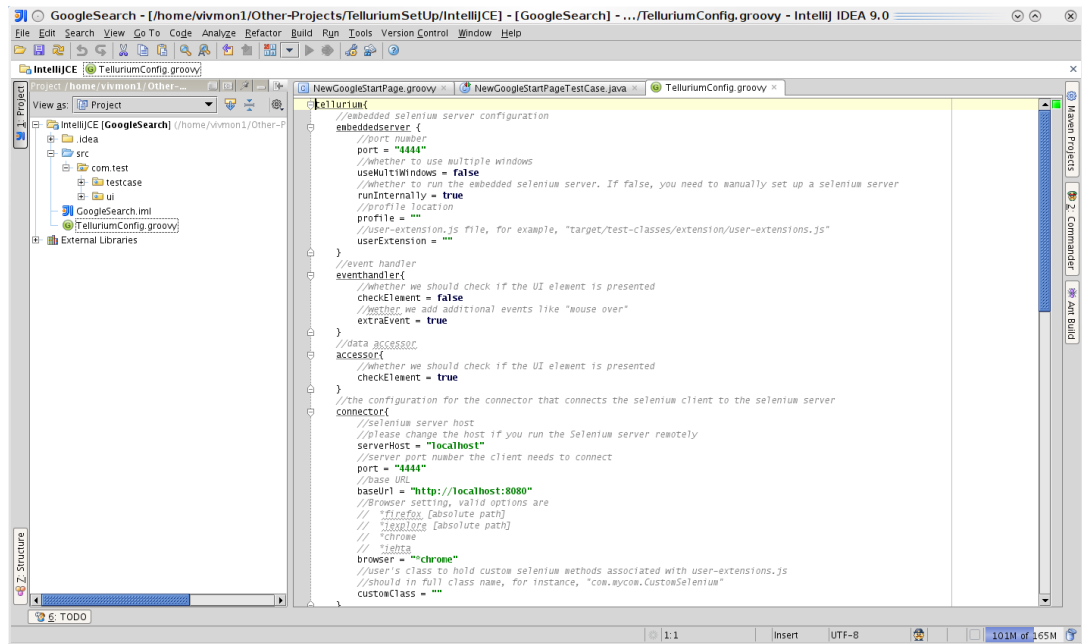 GoogleSearch - [/home/vivmon1/Other-Projects/TelluriumSetUp/IntelliJCE] - [GoogleSearch] - .../TelluriumConfig.groovy - IntelliJ IDEA 9.0
File Edit Search View Go To Code Analyze Refactor Build Run Tools Version Control Window Help
IntelliJCE TelluriumConfig.groovy
Project /home/vivmon1/Other-...
NewGoogleStartPage.groovy NewGoogleStartPageTestCase.java TelluriumConfig.groovy
1: Project
View as: Project
IntelliJCE [GoogleSearch] (/home/vivmon1/Other-P
.idea
src
com.test
testcase
ui
GoogleSearch.iml
TelluriumConfig.groovy
External Libraries
Z: Structure
tellurium{
//embedded selenium server configuration
embeddedserver {
//port number
port = "4444"
//whether to use multiple windows
useMultiWindows = false
//whether to run the embedded selenium server. If false, you need to manually set up a selenium server
runInternally = true
//profile location
profile = ""
//user-extension.js file, for example, "target/test-classes/extension/user-extensions.js"
userExtension = ""
}
//event handler
eventhandler{
//whether we should check if the UI element is presented
checkElement = false
//wether we add additional events like "mouse over"
extraEvent = true
}
//data accessor
accessor{
//whether we should check if the UI element is presented
checkElement = true
}
//the configuration for the connector that connects the selenium client to the selenium server
connector{
//selenium server host
//please change the host if you run the Selenium server remotely
serverHost = "localhost"
//server port number the client needs to connect
port = "4444"
//base URL
baseUrl = "http://localhost:8080"
//Browser setting, valid options are
// *firefox [absolute path]
// *iexplore [absolute path]
// *chrome
// *iehta
browser = "*chrome"
//user's class to hold custom selenium methods associated with user-extensions.js
//should in full class name, for instance, "com.mycom.CustomSelenium"
customClass = ""
}
Maven Projects
2: Commander
Ant Build
6: TODO
1:1 Insert UTF-8 101M of 165M